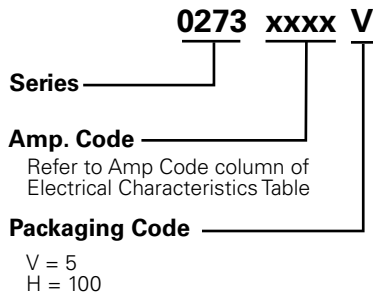 0273 xxxx V
Series
Amp. Code
Refer to Amp Code column of
Electrical Characteristics Table
Packaging Code
V = 5
H = 100